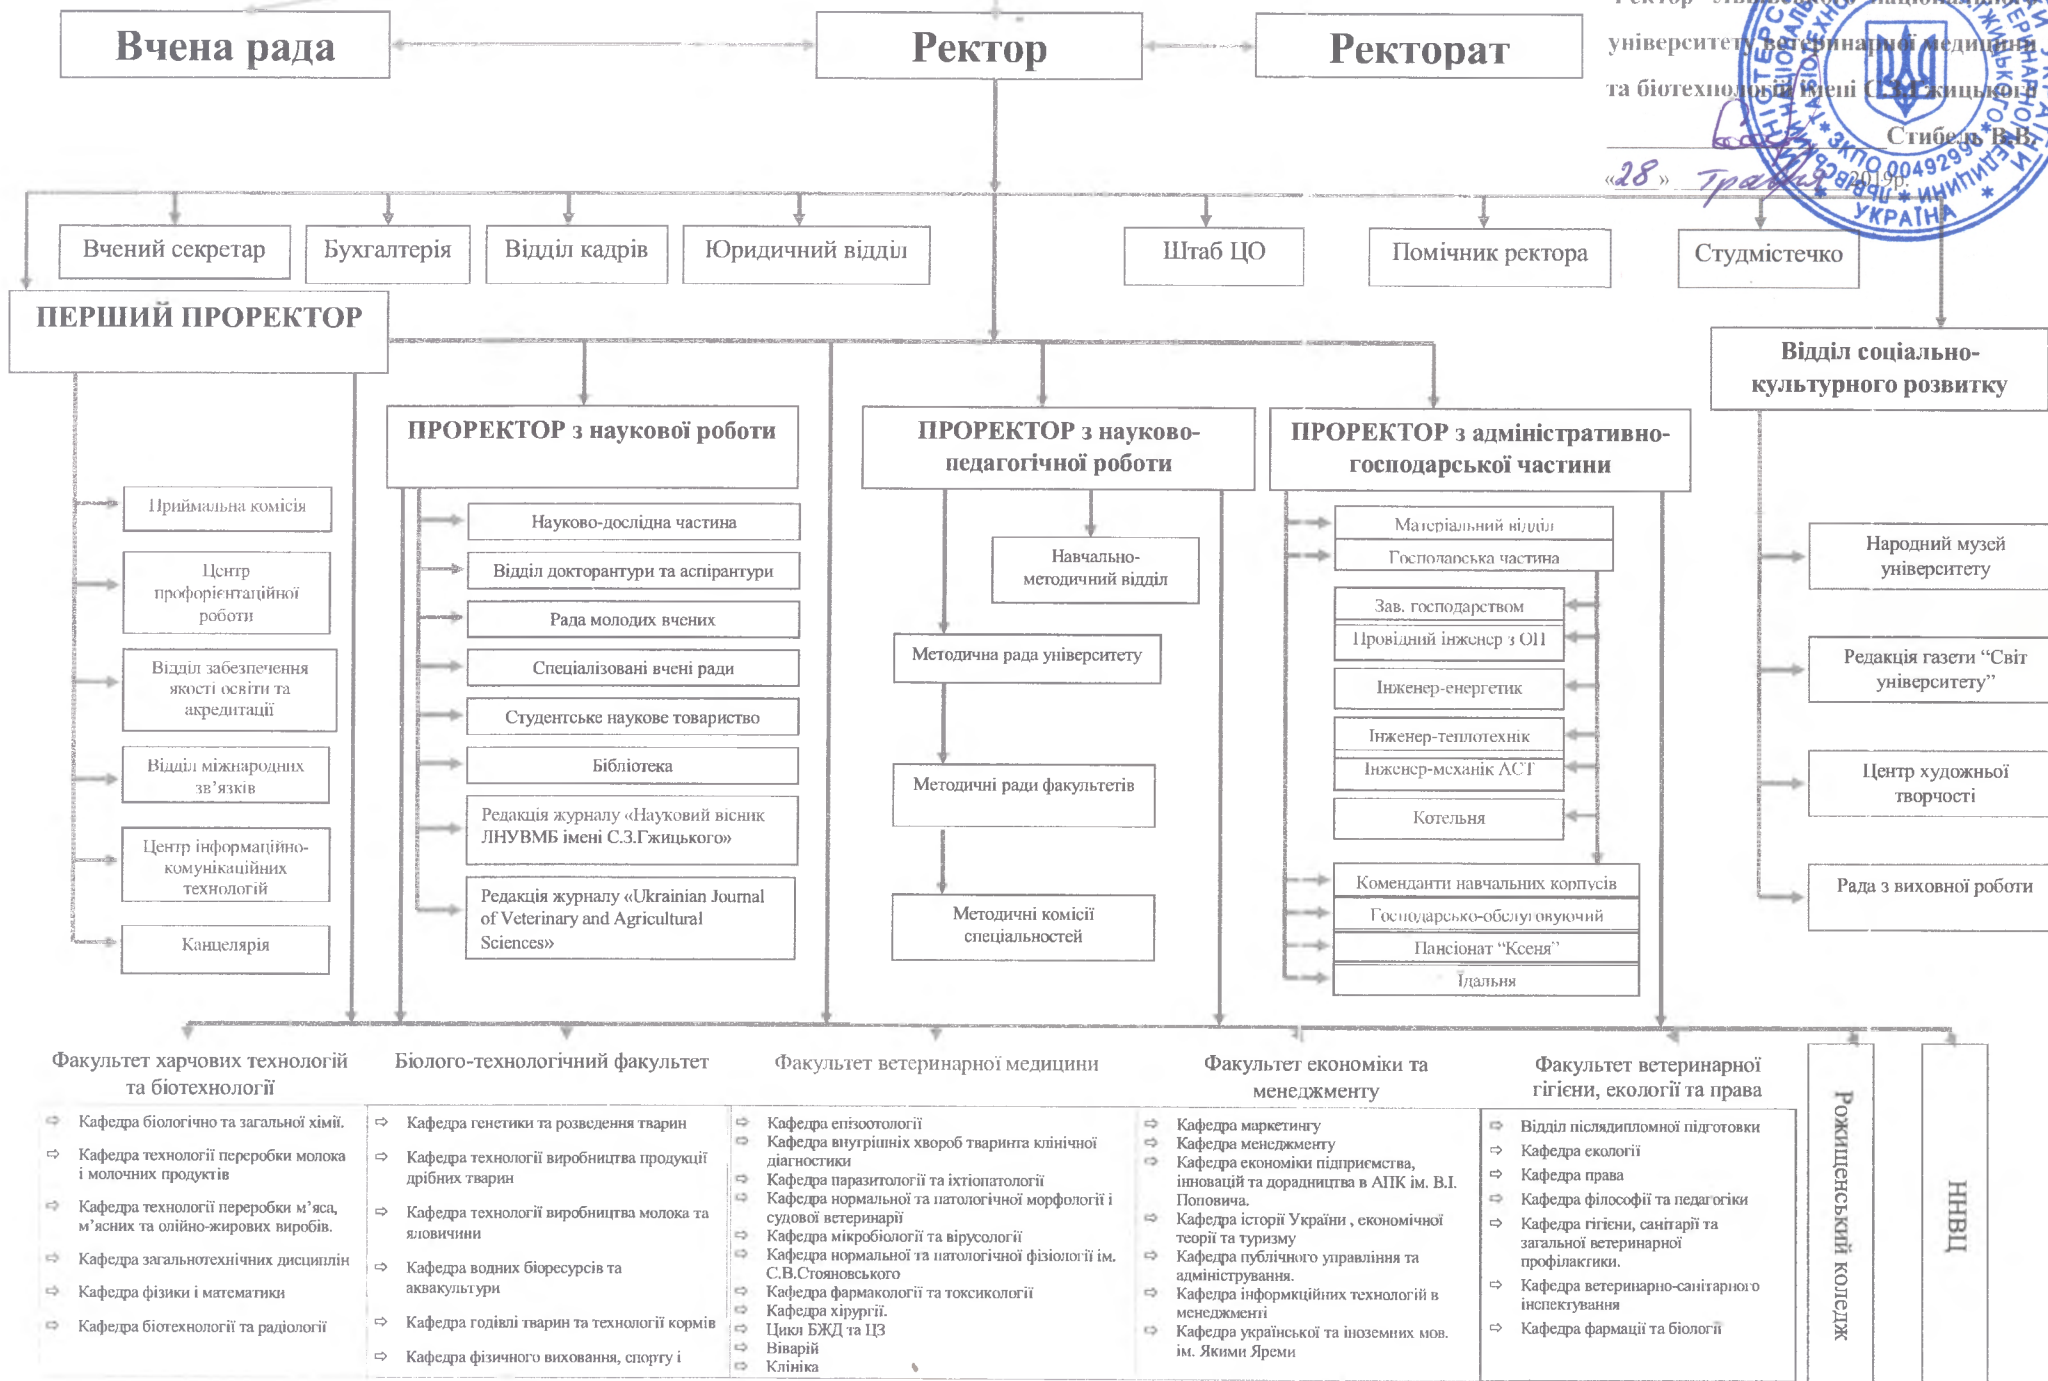 Вчена рада
Ректор
Ректорат
університету ветеринарної медицини
та біотехнологій імені С.З.Гжицького
Стибель В.В.
«28» травня 2019р.
УКРАЇНА
ЗКПО 00492990
Вчений секретар
Бухгалтерія
Відділ кадрів
Юридичний відділ
Штаб ЦО
Помічник ректора
Студмістечко
ПЕРШИЙ ПРОРЕКТОР
Відділ соціально-
культурного розвитку
ПРОРЕКТОР з наукової роботи
ПРОРЕКТОР з науково-
педагогічної роботи
ПРОРЕКТОР з адміністративно-
господарської частини
Приймальна комісія
Центр
профорієнтаційної
роботи
Відділ забезпечення
якості освіти та
акредитації
Відділ міжнародних
зв’язків
Центр інформаційно-
комунікаційних
технологій
Канцелярія
Науково-дослідна частина
Відділ докторантури та аспірантури
Рада молодих вчених
Спеціалізовані вчені ради
Студентське наукове товариство
Бібліотека
Редакція журналу «Науковий вісник
ЛНУВМБ імені С.З.Гжицького»
Редакція журналу «Ukrainian Journal
of Veterinary and Agricultural
Sciences»
Навчально-
методичний відділ
Методична рада університету
Методичні ради факультетів
Методичні комісії
спеціальностей
Матеріальний відділ
Господарська частина
Зав. господарством
Провідний інженер з ОП
Інженер-енергетик
Інженер-теплотехнік
Інженер-механік АСТ
Котельня
Коменданти навчальних корпусів
Господарсько-обслуговуючий
Пансіонат “Ксеня”
Їдальня
Народний музей
університету
Редакція газети “Світ
університету”
Центр художньої
творчості
Рада з виховної роботи
Факультет харчових технологій
та біотехнології
⇨ Кафедра біологічно та загальної хімії.
⇨ Кафедра технології переробки молока
і молочних продуктів
⇨ Кафедра технології переробки м’яса,
м’ясних та олійно-жирових виробів.
⇨ Кафедра загальнотехнічних дисциплін
⇨ Кафедра фізики і математики
⇨ Кафедра біотехнології та радіології
Біолого-технологічний факультет
⇨ Кафедра генетики та розведення тварин
⇨ Кафедра технології виробництва продукції
дрібних тварин
⇨ Кафедра технології виробництва молока та
яловичини
⇨ Кафедра водних біоресурсів та
аквакультури
⇨ Кафедра годівлі тварин та технології кормів
⇨ Кафедра фізичного виховання, спорту і
Факультет ветеринарної медицини
⇨ Кафедра епізоотології
⇨ Кафедра внутрішніх хвороб тваринта клінічної
діагностики
⇨ Кафедра паразитології та іхтіопатології
⇨ Кафедра нормальної та патологічної морфології і
судової ветеринарії
⇨ Кафедра мікробіології та вірусології
⇨ Кафедра нормальної та патологічної фізіології ім.
С.В.Стояновського
⇨ Кафедра фармакології та токсикології
⇨ Кафедра хірургії.
⇨ Цикл БЖД та ЦЗ
⇨ Віварій
⇨ Клініка
Факультет економіки та
менеджменту
⇨ Кафедра маркетингу
⇨ Кафедра менеджменту
⇨ Кафедра економіки підприємства,
інновацій та дорадництва в АПК ім. В.І.
Поповича.
⇨ Кафедра історії України , економічної
теорії та туризму
⇨ Кафедра публічного управління та
адміністрування.
⇨ Кафедра інформкційних технологій в
менеджменті
⇨ Кафедра української та іноземних мов.
ім. Якими Яреми
Факультет ветеринарної
гігієни, екології та права
⇨ Відділ післядипломної підготовки
⇨ Кафедра екології
⇨ Кафедра права
⇨ Кафедра філософії та педагогіки
⇨ Кафедра гігієни, санітарії та
загальної ветеринарної
профілактики.
⇨ Кафедра ветеринарно-санітарного
інспектування
⇨ Кафедра фармації та біології
Рожищенський коледж
ННВЦ